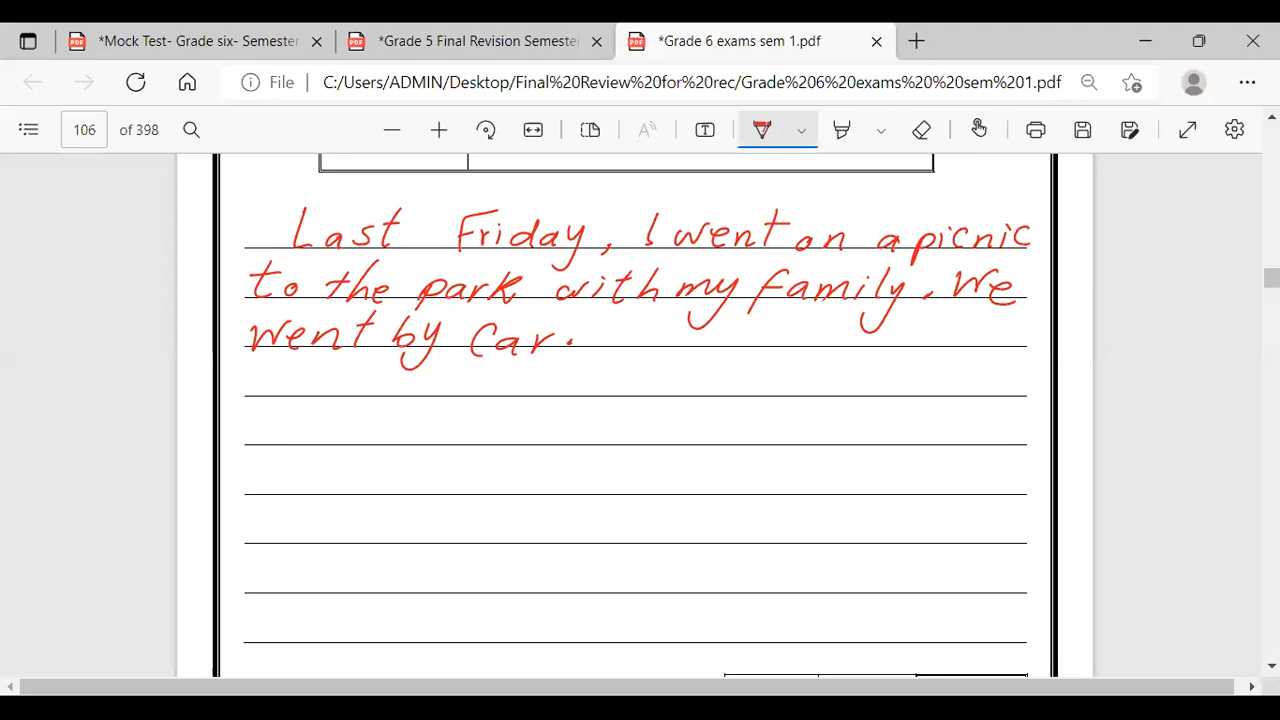 *Mock Test- Grade six- Semester
*Grade 5 Final Revision Semester
*Grade 6 exams sem 1.pdf
File
C:/Users/ADMIN/Desktop/Final%20Review%20for%20rec/Grade%206%20exams%20%20sem%201.pdf
106 of 398
Last Friday, I went on a picnic
to the park with my family. We
went by car.